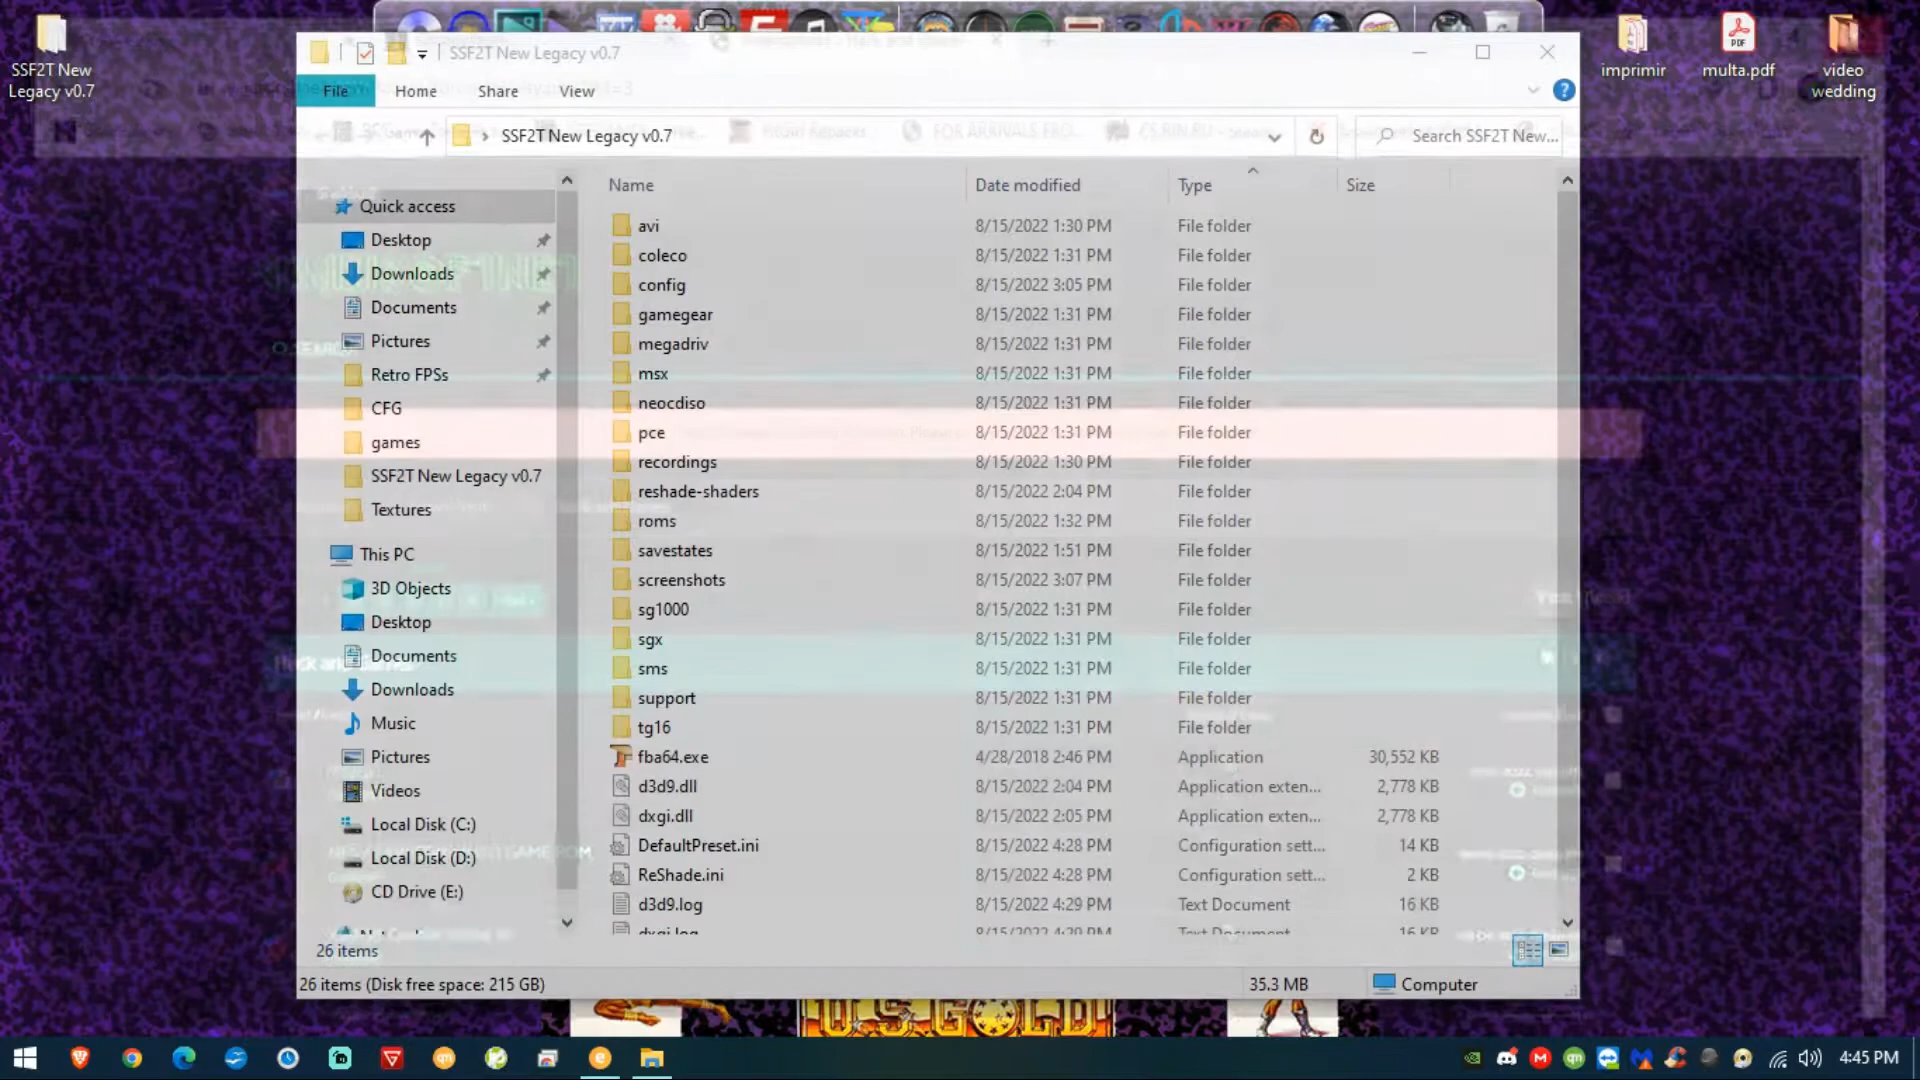 SSF2T New
Legacy v0.7
imprimir
multa.pdf
video
wedding
SSF2T New Legacy v0.7
File
Home
Share
View
SSF2T New Legacy v0.7
Search SSF2T New...
Name
Date modified
Type
Size
Quick access
Desktop
Downloads
Documents
Pictures
Retro FPSs
CFG
games
SSF2T New Legacy v0.7
Textures
This PC
3D Objects
Desktop
Documents
Downloads
Music
Pictures
Videos
Local Disk (C:)
Local Disk (D:)
CD Drive (E:)
avi 8/15/2022 1:30 PM File folder
coleco 8/15/2022 1:31 PM File folder
config 8/15/2022 3:05 PM File folder
gamegear 8/15/2022 1:31 PM File folder
megadriv 8/15/2022 1:31 PM File folder
msx 8/15/2022 1:31 PM File folder
neocdiso 8/15/2022 1:31 PM File folder
pce 8/15/2022 1:31 PM File folder
recordings 8/15/2022 1:30 PM File folder
reshade-shaders 8/15/2022 2:04 PM File folder
roms 8/15/2022 1:32 PM File folder
savestates 8/15/2022 1:51 PM File folder
screenshots 8/15/2022 3:07 PM File folder
sg1000 8/15/2022 1:31 PM File folder
sgx 8/15/2022 1:31 PM File folder
sms 8/15/2022 1:31 PM File folder
support 8/15/2022 1:31 PM File folder
tg16 8/15/2022 1:31 PM File folder
fba64.exe 4/28/2018 2:46 PM Application 30,552 KB
d3d9.dll 8/15/2022 2:04 PM Application exten... 2,778 KB
dxgi.dll 8/15/2022 2:05 PM Application exten... 2,778 KB
DefaultPreset.ini 8/15/2022 4:28 PM Configuration sett... 14 KB
ReShade.ini 8/15/2022 4:28 PM Configuration sett... 2 KB
d3d9.log 8/15/2022 4:29 PM Text Document 16 KB
dxgi.log 8/15/2022 4:29 PM Text Document 16 KB
26 items
26 items (Disk free space: 215 GB)
35.3 MB
Computer
U.S. GOLD
4:45 PM